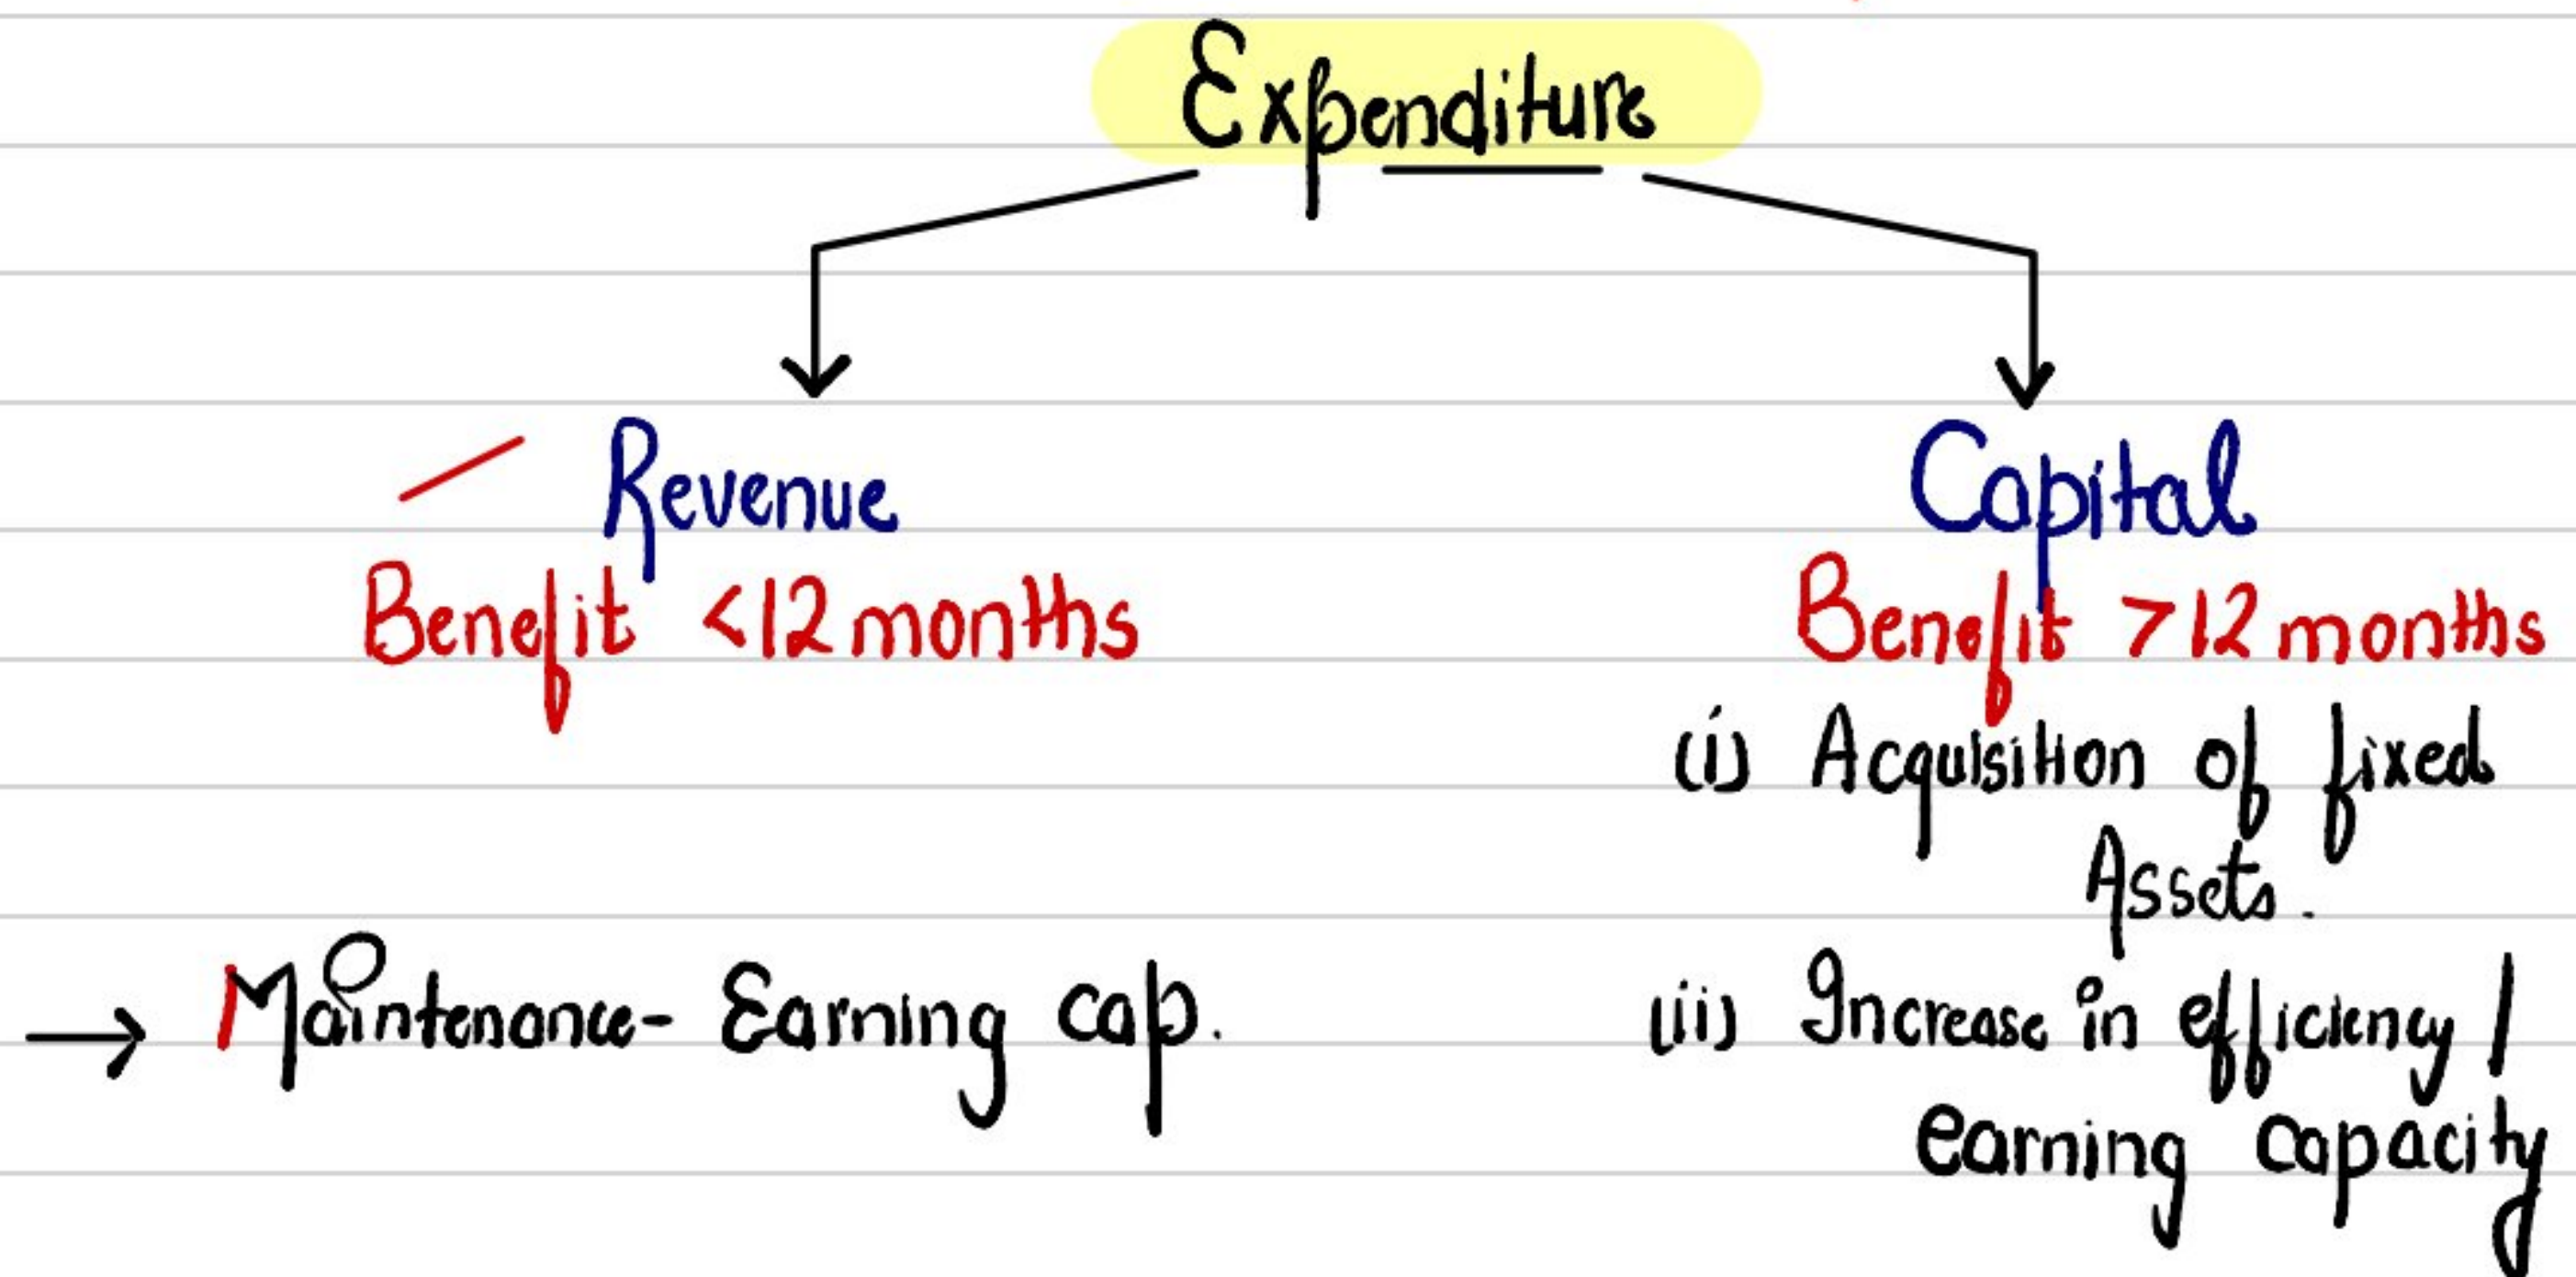 Expenditure
Revenue
Capital
Benefit <12 months
Benefit >12 months
(i) Acquisition of fixed
Assets.
→ Maintenance - Earning cap.
(ii) Increase in efficiency /
earning capacity